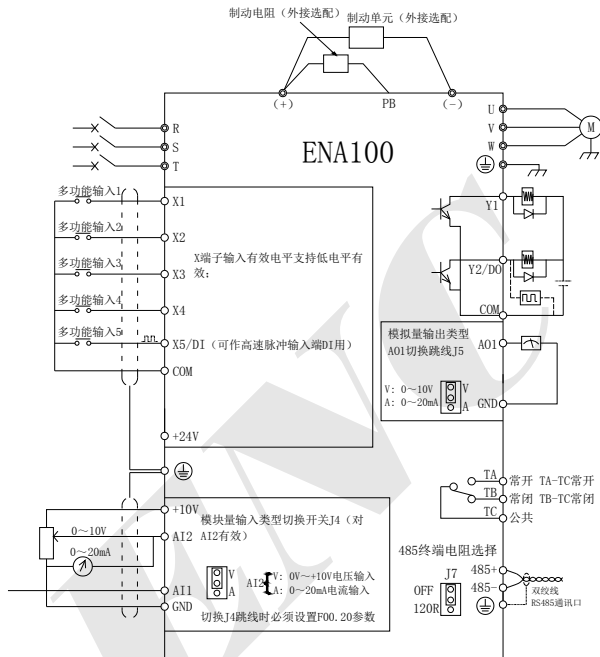 制动电阻（外接选配）
制动单元（外接选配）
(+)
PB
(-)
R
S
T
ENA100
U
V
W
M
多功能输入1
X1
多功能输入2
X2
多功能输入3
X3
多功能输入4
X4
多功能输入5
X5/DI（可作高速脉冲输入端DI用）
COM
X端子输入有效电平支持低电平有
效:
+24V
Y1
Y2/DO
COM
模拟量输出类型
AO1切换跳线J5
V: 0～10V
A: 0～20mA
V
A
AO1
GND
+10V
0～10V
AI2
0～20mA
AI1
GND
模块量输入类型切换开关J4（对
AI2有效）
V
A
AI2
V: 0V～+10V电压输入
A: 0～20mA电流输入
切换J4跳线时必须设置F00.20参数
TA
常开 TA-TC常开
TB
常闭 TB-TC常闭
TC
公共
485终端电阻选择
J7
OFF
120R
485+
485-
双绞线
RS485通讯口
ENC